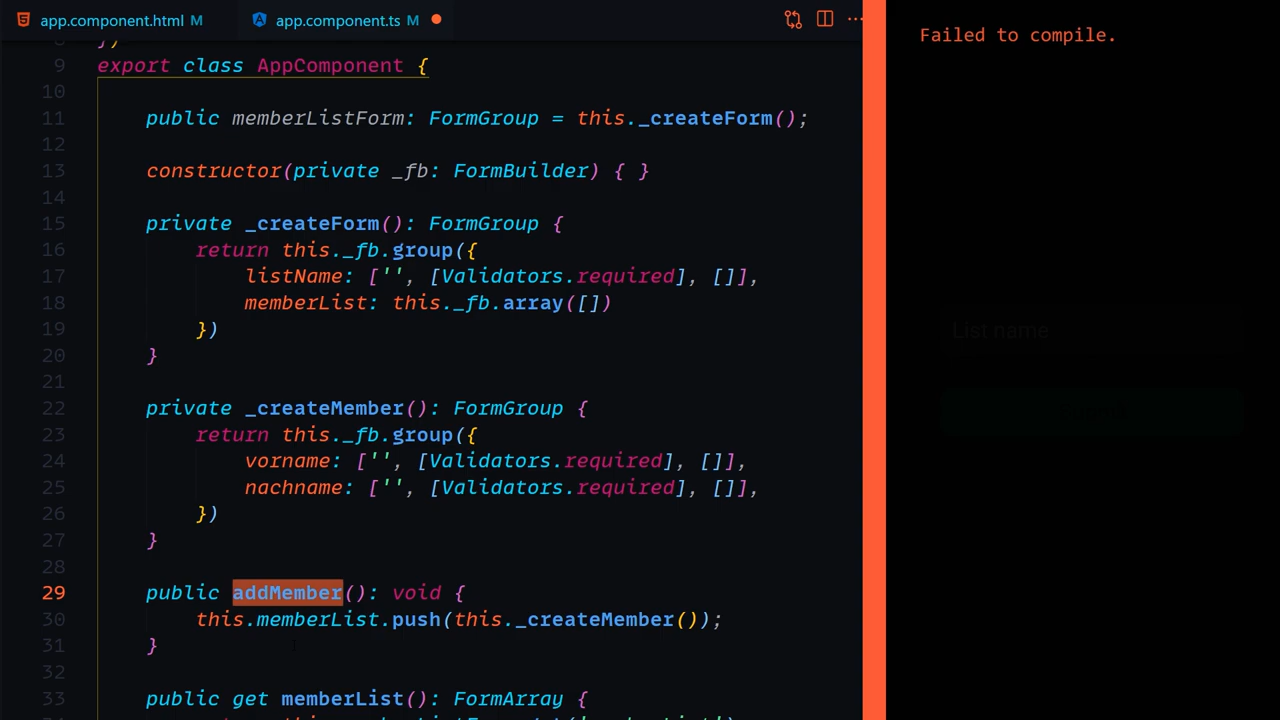 app.component.html M
app.component.ts M
9 export class AppComponent {
10
11 public memberListForm: FormGroup = this._createForm();
12
13 constructor(private _fb: FormBuilder) { }
14
15 private _createForm(): FormGroup {
16 return this._fb.group({
17 listName: ['', [Validators.required], []],
18 memberList: this._fb.array([])
19 })
20 }
21
22 private _createMember(): FormGroup {
23 return this._fb.group({
24 vorname: ['', [Validators.required], []],
25 nachname: ['', [Validators.required], []],
26 })
27 }
28
29 public addMember(): void {
30 this.memberList.push(this._createMember());
31 }
32
33 public get memberList(): FormArray {
Failed to compile.
List name